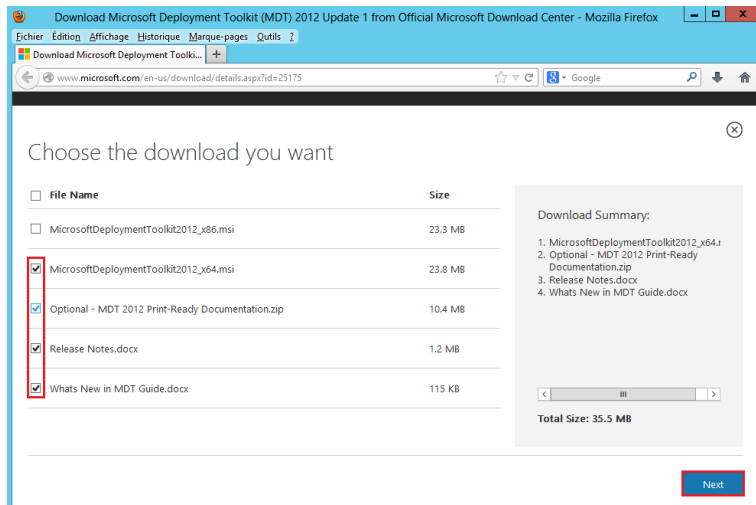 Download Microsoft Deployment Toolkit (MDT) 2012 Update 1 from Official Microsoft Download Center - Mozilla Firefox
Fichier Édition Affichage Historique Marque-pages Outils ?
Download Microsoft Deployment Toolki...
www.microsoft.com/en-us/download/details.aspx?id=25175
Google
Choose the download you want
File Name Size
MicrosoftDeploymentToolkit2012_x86.msi 23.3 MB
MicrosoftDeploymentToolkit2012_x64.msi 23.8 MB
Optional - MDT 2012 Print-Ready Documentation.zip 10.4 MB
Release Notes.docx 1.2 MB
Whats New in MDT Guide.docx 115 KB
Download Summary:
1. MicrosoftDeploymentToolkit2012_x64.r
2. Optional - MDT 2012 Print-Ready
Documentation.zip
3. Release Notes.docx
4. Whats New in MDT Guide.docx
Total Size: 35.5 MB
Next